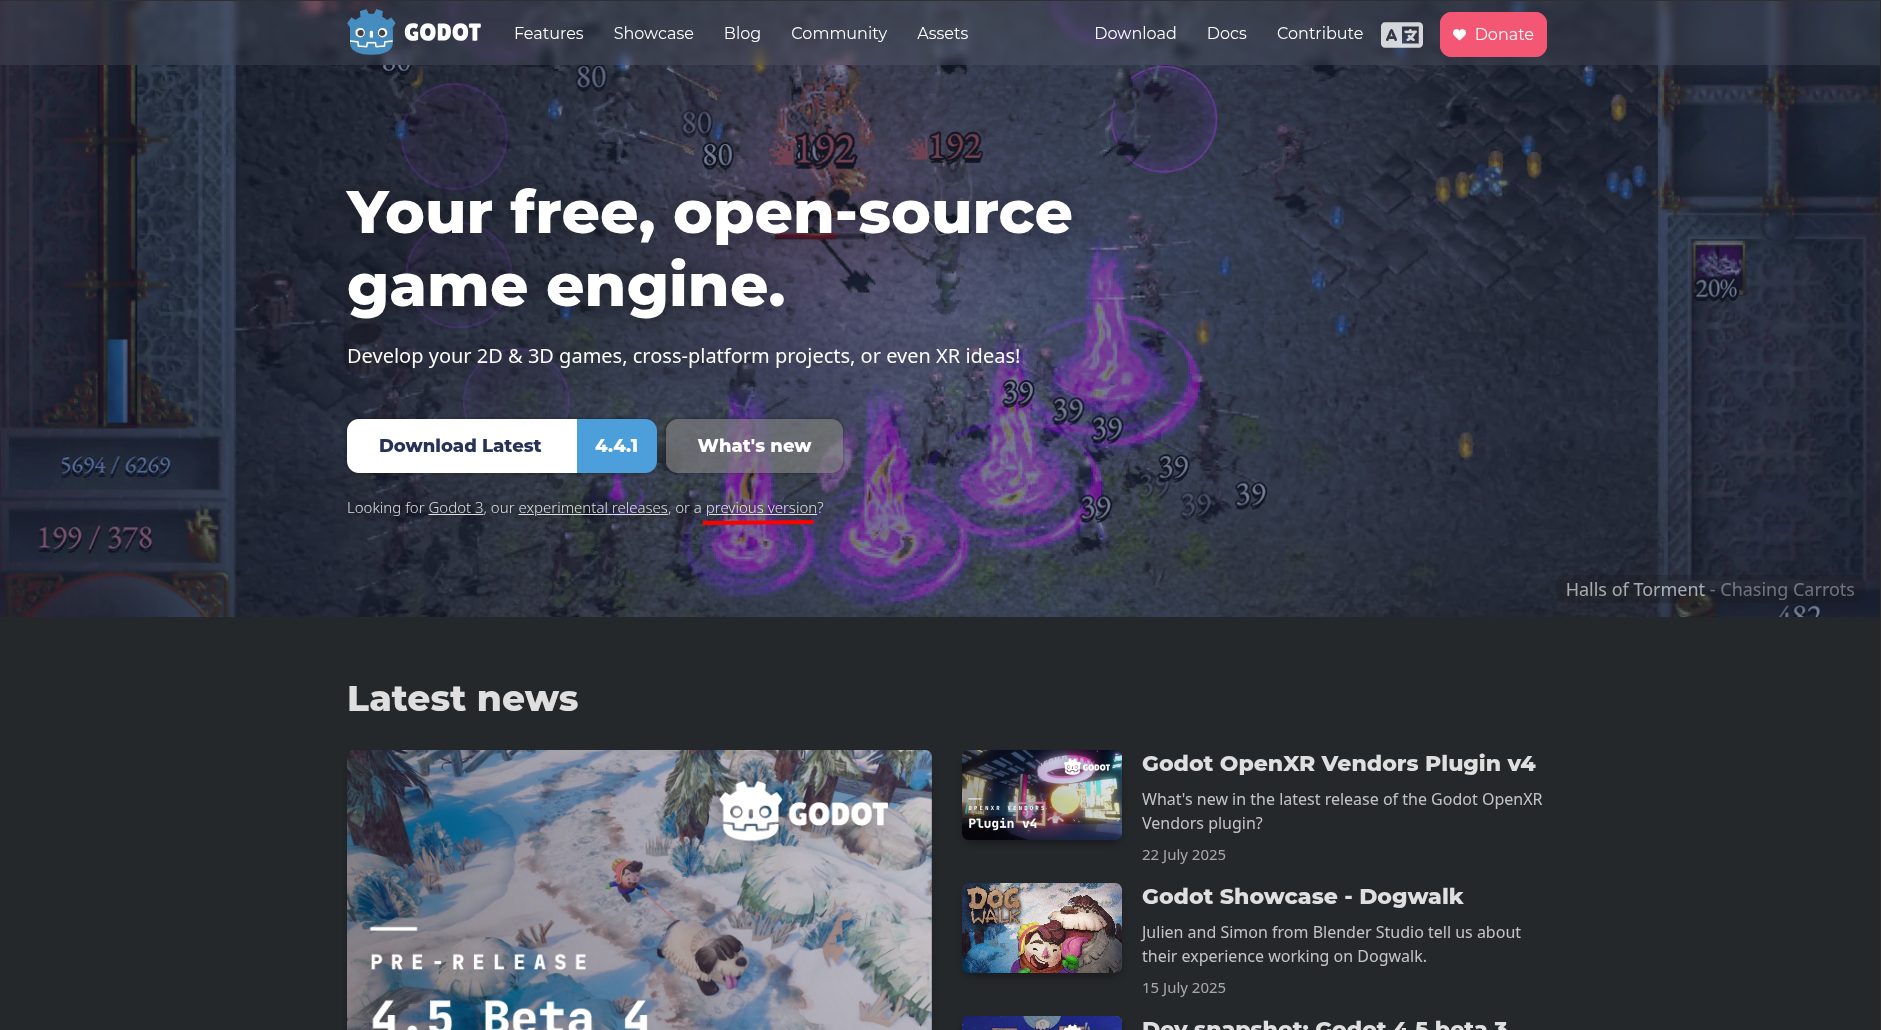 GODOT
Features
Showcase
Blog
Community
Assets
Download
Docs
Contribute
A文
Donate
80
80
80
80
192
192
Your free, open-source
game engine.
20%
Develop your 2D & 3D games, cross-platform projects, or even XR ideas!
39
39
39
Download Latest
4.4.1
What's new
5694 / 6269
39
39
39
39
39
Looking for Godot 3, our experimental releases, or a previous version?
199 / 378
Halls of Torment - Chasing Carrots
482
Latest news
GODOT
PRE-RELEASE
4.5 Beta 4
GODOT
OPENXR VENDORS
Plugin v4
Godot OpenXR Vendors Plugin v4
What's new in the latest release of the Godot OpenXR
Vendors plugin?
22 July 2025
DOG
WALK
Godot Showcase - Dogwalk
Julien and Simon from Blender Studio tell us about
their experience working on Dogwalk.
15 July 2025
Dev snapshot: Godot 4.5 beta 3